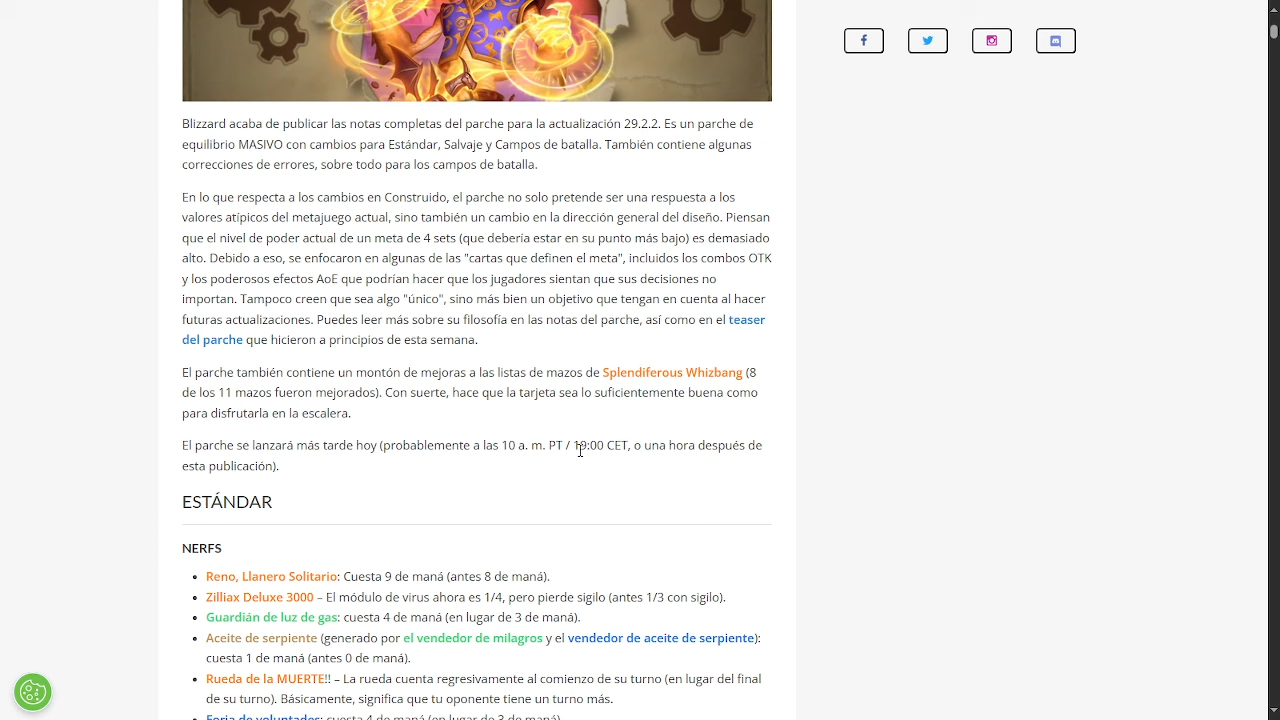 Blizzard acaba de publicar las notas completas del parche para la actualización 29.2.2. Es un parche de
equilibrio MASIVO con cambios para Estándar, Salvaje y Campos de batalla. También contiene algunas
correcciones de errores, sobre todo para los campos de batalla.
En lo que respecta a los cambios en Construido, el parche no solo pretende ser una respuesta a los
valores atípicos del metajuego actual, sino también un cambio en la dirección general del diseño. Piensan
que el nivel de poder actual de un meta de 4 sets (que debería estar en su punto más bajo) es demasiado
alto. Debido a eso, se enfocaron en algunas de las "cartas que definen el meta", incluidos los combos OTK
y los poderosos efectos AoE que podrían hacer que los jugadores sientan que sus decisiones no
importan. Tampoco creen que sea algo "único", sino más bien un objetivo que tengan en cuenta al hacer
futuras actualizaciones. Puedes leer más sobre su filosofía en las notas del parche, así como en el teaser
del parche que hicieron a principios de esta semana.
El parche también contiene un montón de mejoras a las listas de mazos de Splendiferous Whizbang (8
de los 11 mazos fueron mejorados). Con suerte, hace que la tarjeta sea lo suficientemente buena como
para disfrutarla en la escalera.
El parche se lanzará más tarde hoy (probablemente a las 10 a. m. PT / 19:00 CET, o una hora después de
esta publicación).
ESTÁNDAR
NERFS
• Reno, Llanero Solitario: Cuesta 9 de maná (antes 8 de maná).
• Zilliax Deluxe 3000 – El módulo de virus ahora es 1/4, pero pierde sigilo (antes 1/3 con sigilo).
• Guardián de luz de gas: cuesta 4 de maná (en lugar de 3 de maná).
• Aceite de serpiente (generado por el vendedor de milagros y el vendedor de aceite de serpiente):
cuesta 1 de maná (antes 0 de maná).
• Rueda de la MUERTE!! – La rueda cuenta regresivamente al comienzo de su turno (en lugar del final
de su turno). Básicamente, significa que tu oponente tiene un turno más.
• Forja de voluntades: cuesta 4 de maná (en lugar de 3 de maná).